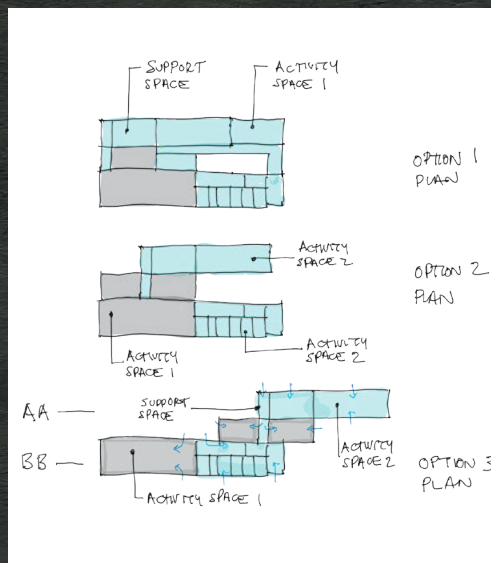 SUPPORT
SPACE
ACTIVITY
SPACE 1
OPTION 1
PLAN
ACTIVITY
SPACE 2
OPTION 2
PLAN
ACTIVITY
SPACE 1
ACTIVITY
SPACE 2
AA
SUPPORT
SPACE
BB
ACTIVITY
SPACE 2
OPTION 3
PLAN
ACTIVITY SPACE 1